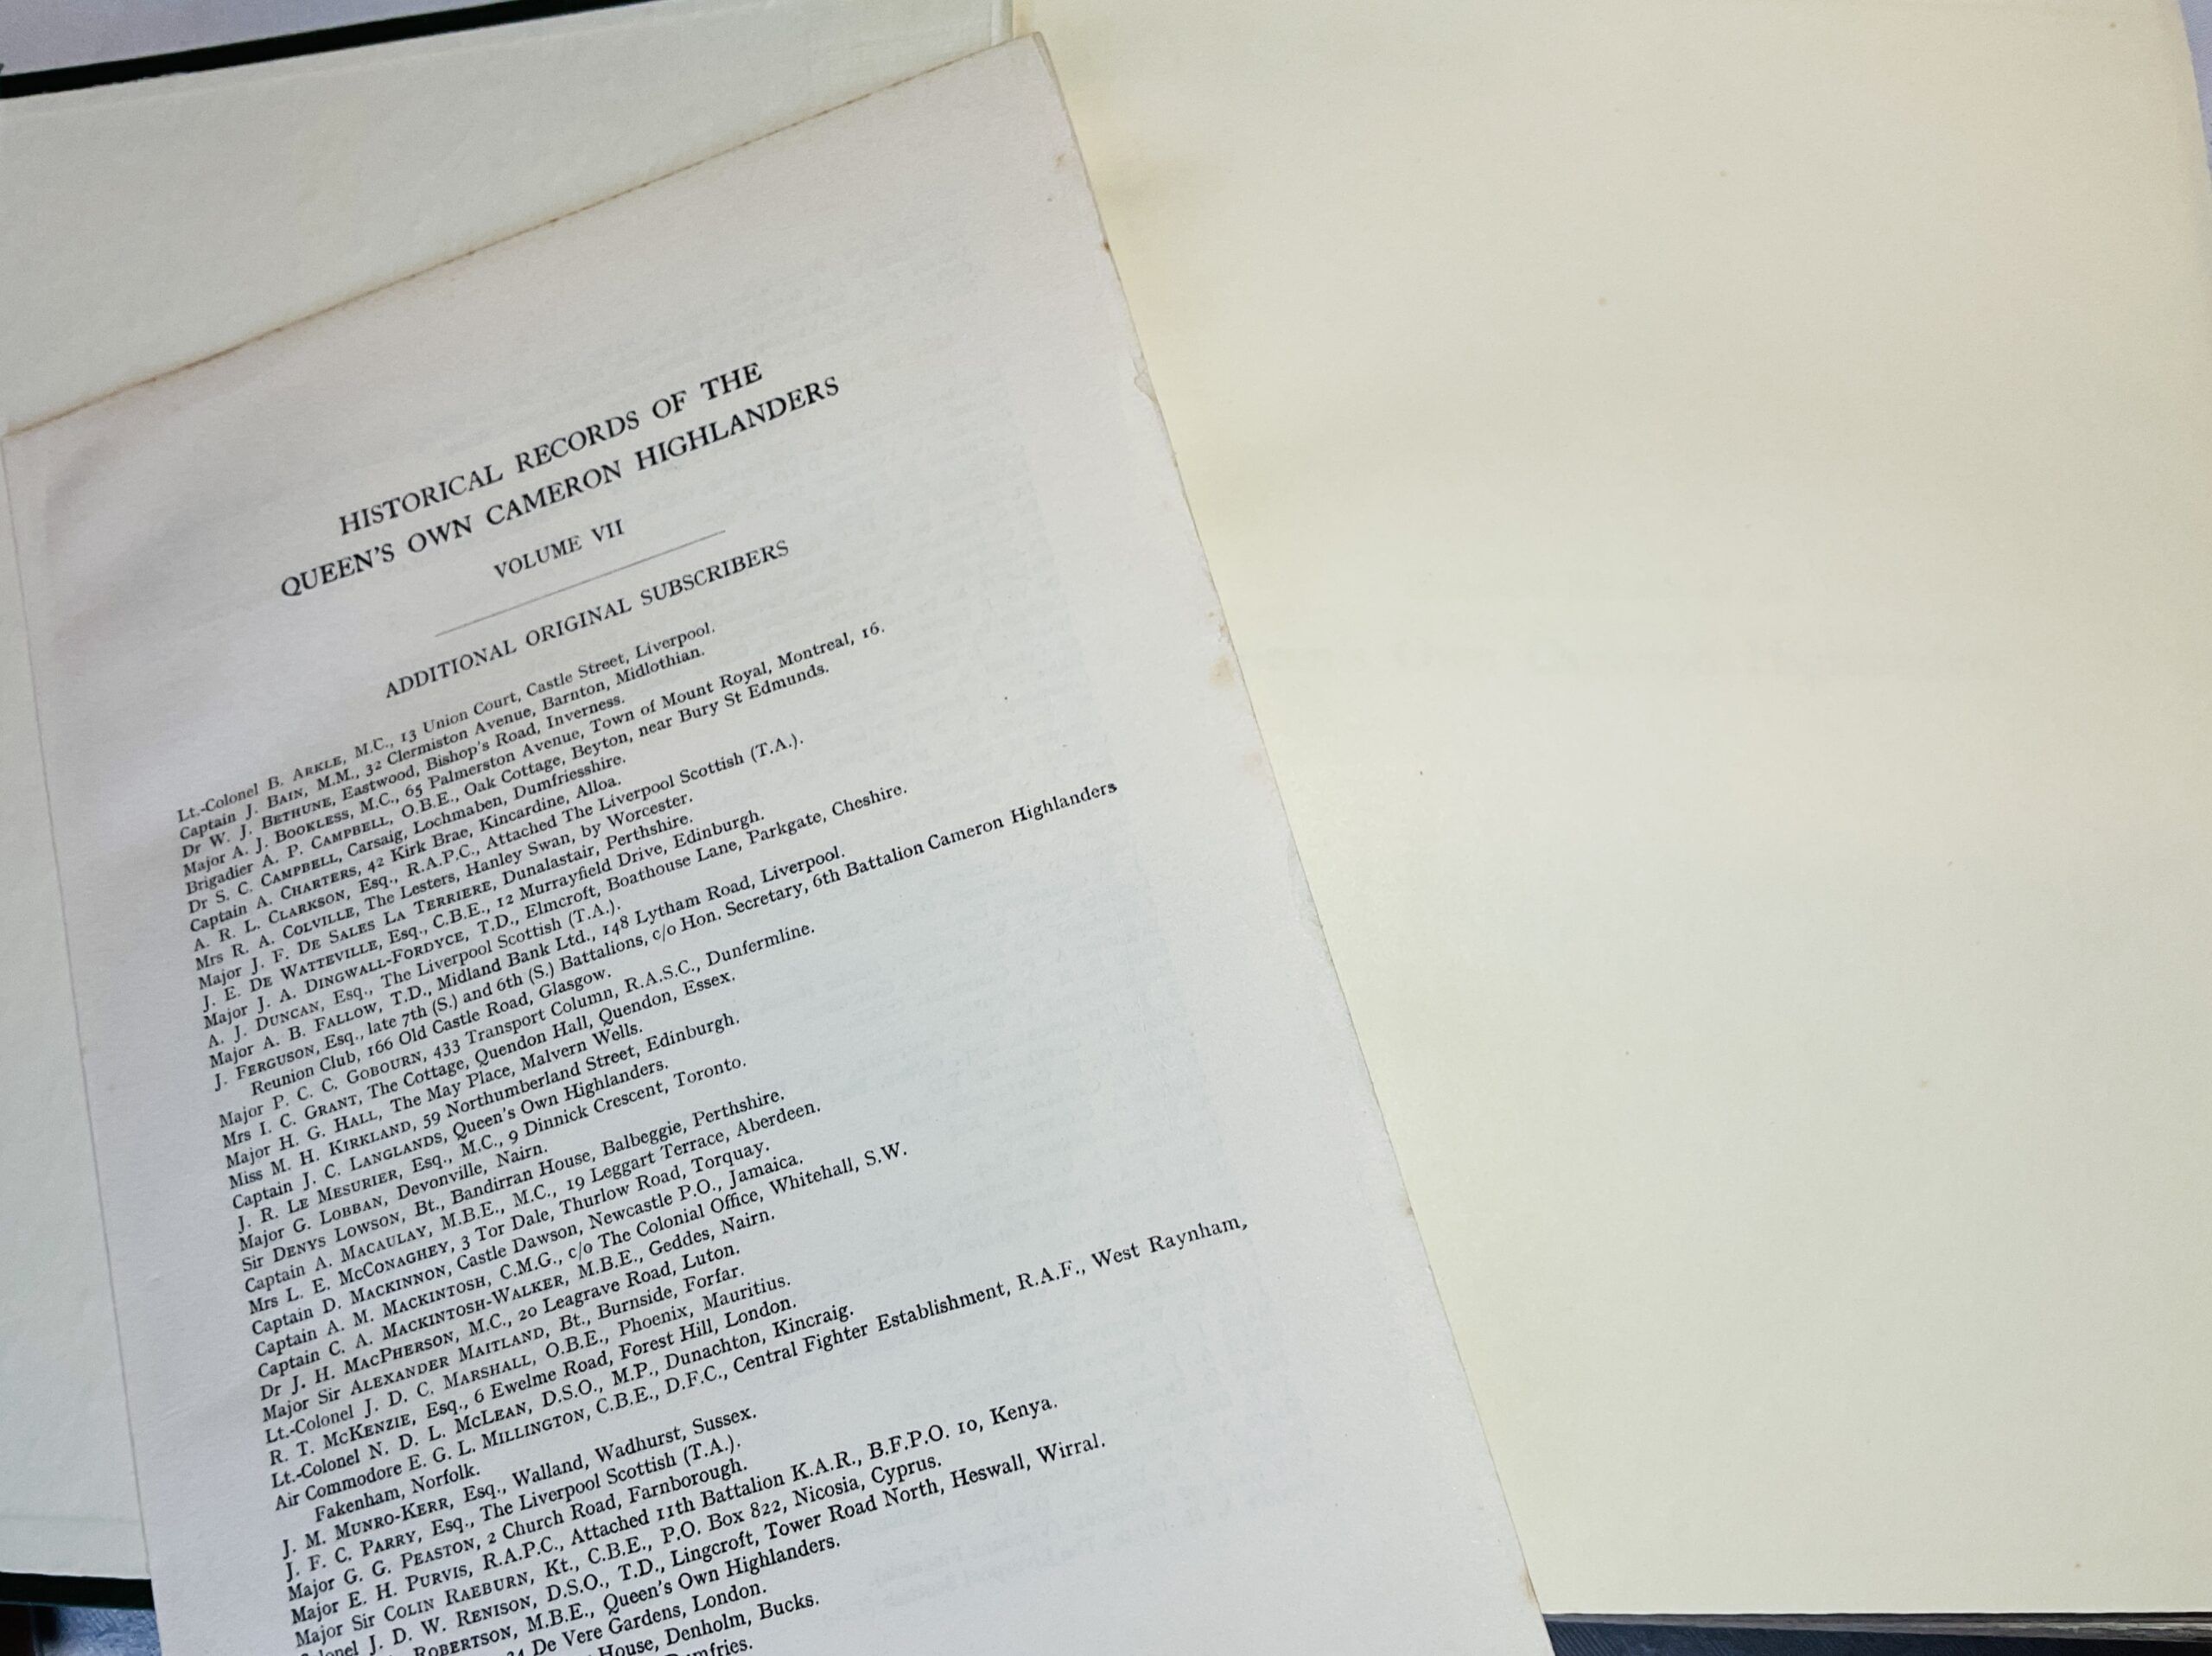 HISTORICAL RECORDS OF THE
QUEEN'S OWN CAMERON HIGHLANDERS
VOLUME VII
ADDITIONAL ORIGINAL SUBSCRIBERS
Lt.-Colonel B. ARKLE, M.C., 13 Union Court, Castle Street, Liverpool.
Captain J. BAIN, M.M., 32 Clermiston Avenue, Barnton, Midlothian.
Dr W. J. BETHUNE, Eastwood, Bishop's Road, Inverness.
Major A. J. BOOKLESS, M.C., 65 Palmerston Avenue, Town of Mount Royal, Montreal, 16.
Brigadier A. P. CAMPBELL, O.B.E., Oak Cottage, Beyton, near Bury St Edmunds.
Dr S. C. CAMPBELL, Carsaig, Lochmaben, Dumfriesshire.
Captain A. CHARTERS, 42 Kirk Brae, Kincardine, Alloa.
A. R. L. CLARKSON, Esq., R.A.P.C., Attached The Liverpool Scottish (T.A.).
Mrs R. A. COLVILLE, The Lesters, Hanley Swan, by Worcester.
Major J. F. DE SALES LA TERRIERE, Dunalastair, Perthshire.
J. E. DE WATTEVILLE, Esq., C.B.E., 12 Murrayfield Drive, Edinburgh.
Major J. A. DINGWALL-FORDYCE, T.D., Elmcroft, Boathouse Lane, Parkgate, Cheshire.
A. J. DUNCAN, Esq., The Liverpool Scottish (T.A.).
Major A. B. FALLOW, T.D., Midland Bank Ltd., 148 Lytham Road, Liverpool.
J. FERGUSON, Esq., late 7th (S.) and 6th (S.) Battalions, c/o Hon. Secretary, 6th Battalion Cameron Highlanders
Reunion Club, 166 Old Castle Road, Glasgow.
Major P. C. C. GOBOURN, 433 Transport Column, R.A.S.C., Dunfermline.
Mrs I. C. GRANT, The Cottage, Quendon Hall, Quendon, Essex.
Major H. G. HALL, The May Place, Malvern Wells.
Miss M. H. KIRKLAND, 59 Northumberland Street, Edinburgh.
Captain J. C. LANGLANDS, Queen's Own Highlanders.
J. R. LE MESURIER, Esq., M.C., 9 Dinnick Crescent, Toronto.
Major G. LOBBAN, Devonville, Nairn.
Sir DENYS LOWSON, Bt., Bandirran House, Balbeggie, Perthshire.
Captain A. MACAULAY, M.B.E., M.C., 19 Leggart Terrace, Aberdeen.
Mrs L. E. MCCONAGHEY, 3 Tor Dale, Thurlow Road, Torquay.
Captain D. MACKINNON, Castle Dawson, Newcastle P.O., Jamaica.
Captain A. M. MACKINTOSH, C.M.G., c/o The Colonial Office, Whitehall, S.W.
Captain C. A. MACKINTOSH-WALKER, M.B.E., Geddes, Nairn.
Dr J. H. MACPHERSON, M.C., 20 Leagrave Road, Luton.
Major Sir ALEXANDER MAITLAND, Bt., Burnside, Forfar.
Lt.-Colonel J. D. C. MARSHALL, O.B.E., Phoenix, Mauritius.
R. T. MCKENZIE, Esq., 6 Ewelme Road, Forest Hill, London.
Lt.-Colonel N. D. L. MCLEAN, D.S.O., M.P., Dunachton, Kincraig.
Air Commodore E. G. L. MILLINGTON, C.B.E., D.F.C., Central Fighter Establishment, R.A.F., West Raynham,
Fakenham, Norfolk.
J. M. MUNRO-KERR, Esq., Walland, Wadhurst, Sussex.
J. F. C. PARRY, Esq., The Liverpool Scottish (T.A.).
Major G. G. PEASTON, 2 Church Road, Farnborough.
Major E. H. PURVIS, R.A.P.C., Attached 11th Battalion K.A.R., B.F.P.O. 10, Kenya.
Major Sir COLIN RAEBURN, Kt., C.B.E., P.O. Box 822, Nicosia, Cyprus.
J. D. W. RENISON, D.S.O., T.D., Lingcroft, Tower Road North, Heswall, Wirral.
ROBERTSON, M.B.E., Queen's Own Highlanders.
De Vere Gardens, London.
House, Denholm, Bucks.